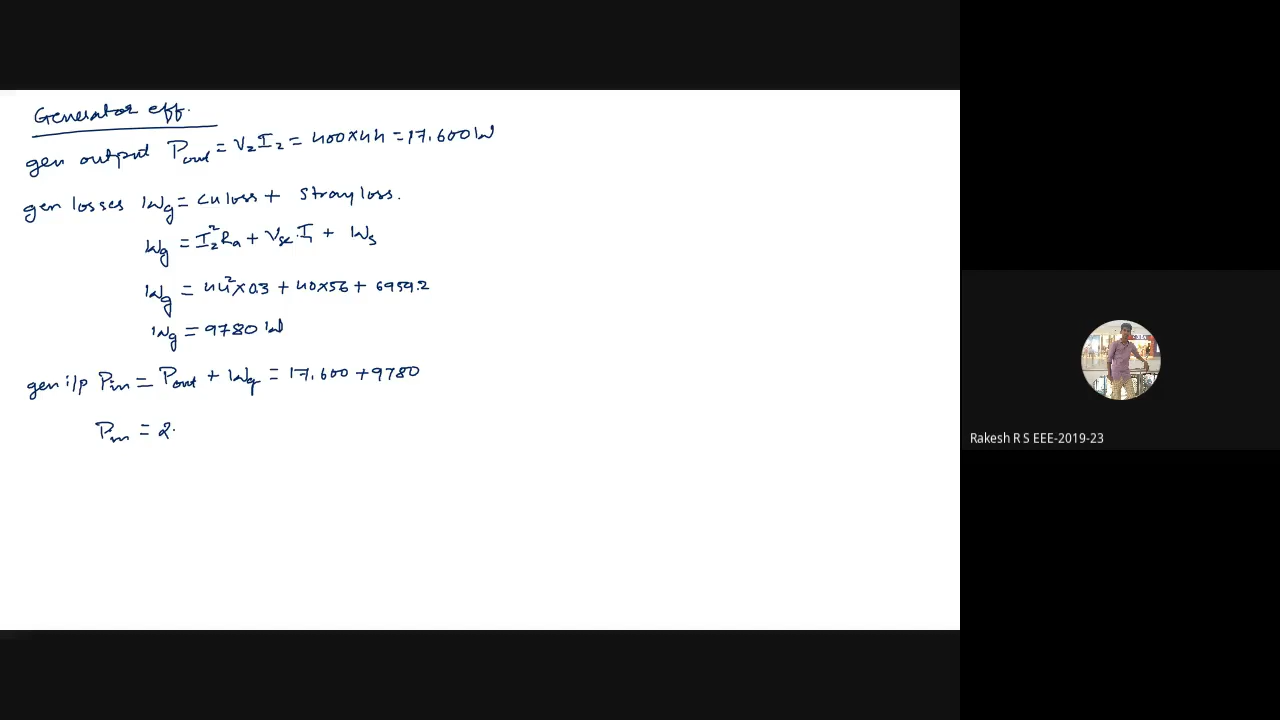 Generator eff.
gen output Pout = V₂I₂ = 400×44 = 17,600W
gen losses Wg = cu loss + Stray loss.
Wg = I₂²Ra + Vse·I₁ + Ws
Wg = 44²×0.3 + 40×56 + 6959.2
Wg = 9780 W
gen i/p Pin = Pout + Wg = 17,600 + 9780
Pin = 2.
Rakesh R S EEE-2019-23